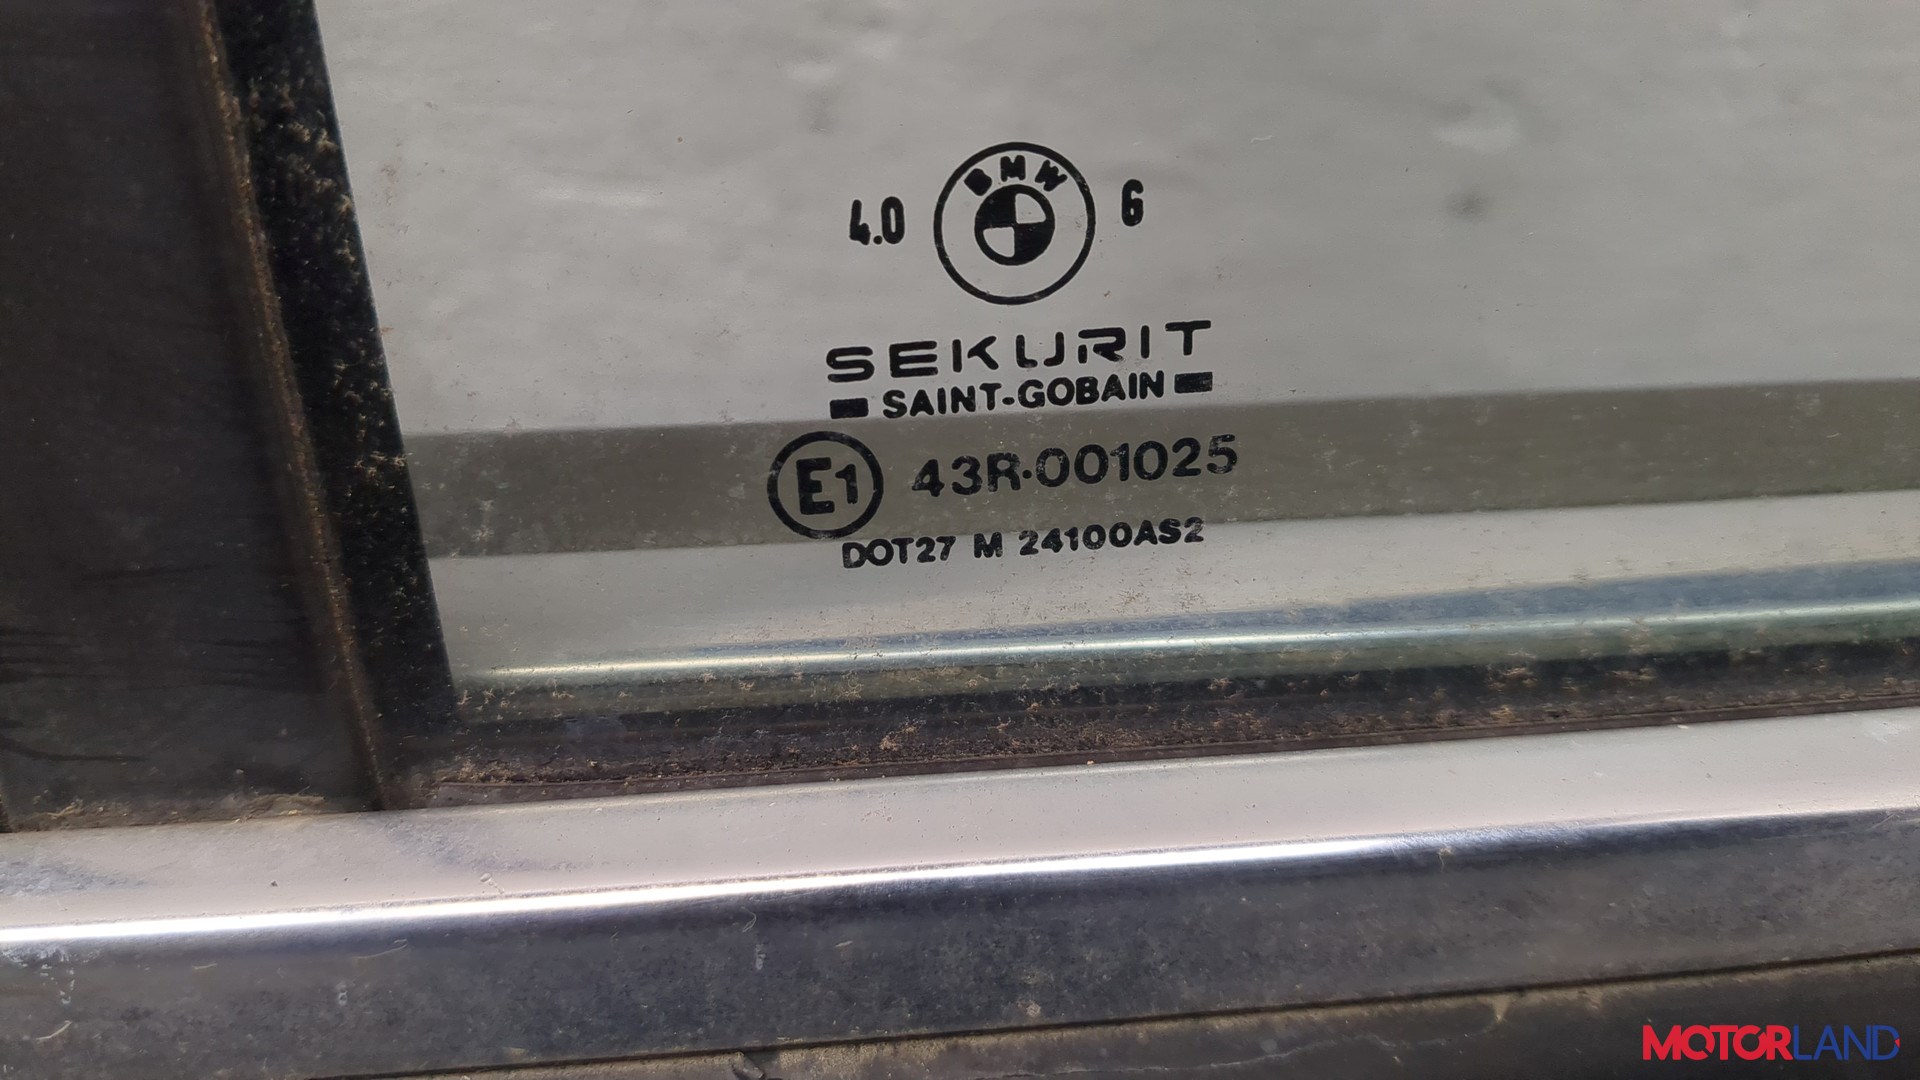 BMW
4.0 6
SEKURIT
SAINT-GOBAIN
E1 43R-001025
DOT27 M 24100AS2
MOTORLAND